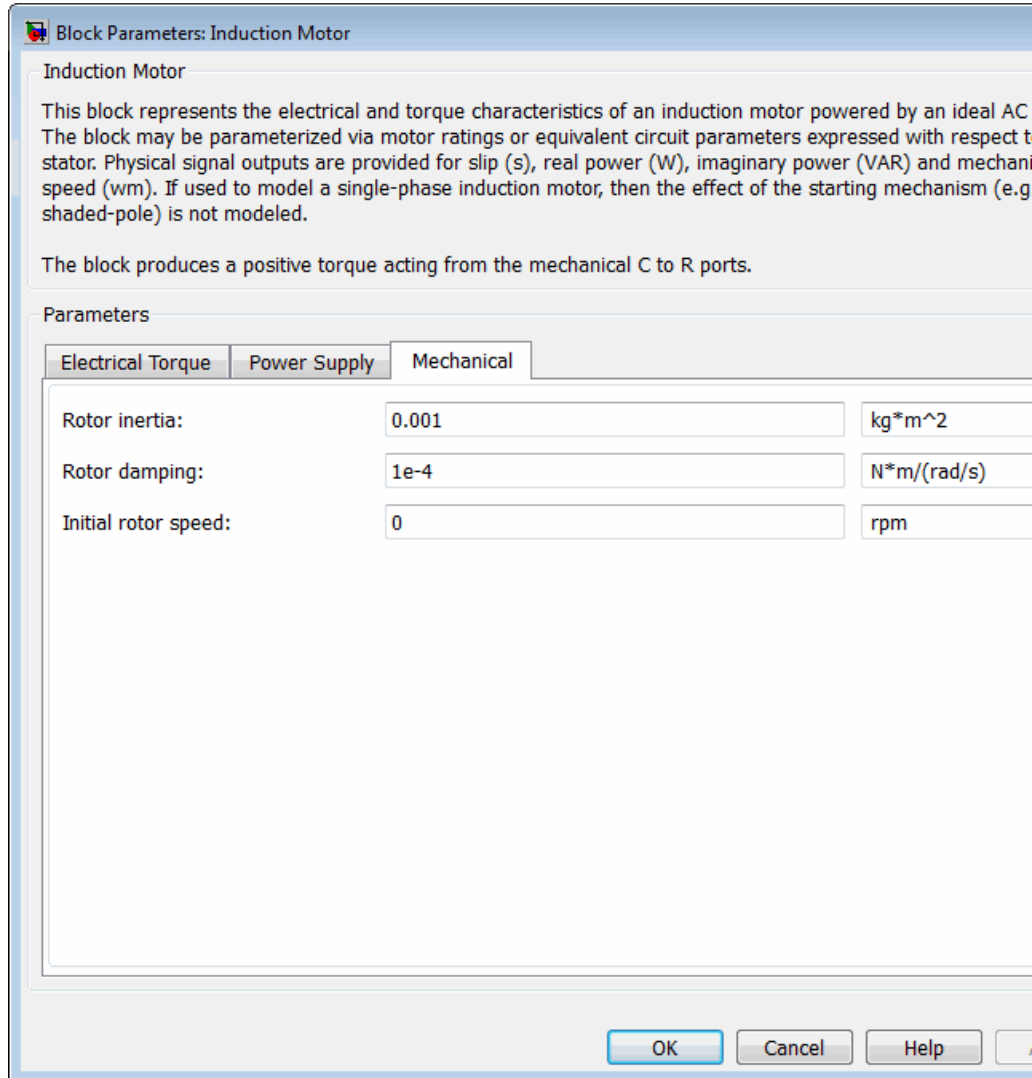 Block Parameters: Induction Motor
Induction Motor
This block represents the electrical and torque characteristics of an induction motor powered by an ideal AC
The block may be parameterized via motor ratings or equivalent circuit parameters expressed with respect
stator. Physical signal outputs are provided for slip (s), real power (W), imaginary power (VAR) and
speed (wm). If used to model a single-phase induction motor, then the effect of the starting mechanism (e.g
shaded-pole) is not modeled.
The block produces a positive torque acting from the mechanical C to R ports.
Parameters
Electrical Torque Power Supply Mechanical
Rotor inertia: 0.001 kg*m^2
Rotor damping: 1e-4 N*m/(rad/s)
Initial rotor speed: 0 rpm
OK Cancel Help